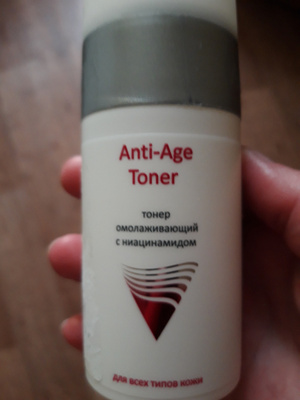 Anti-Age
Toner
тонер
омолаживающий
с ниацинамидом
для всех типов кожи